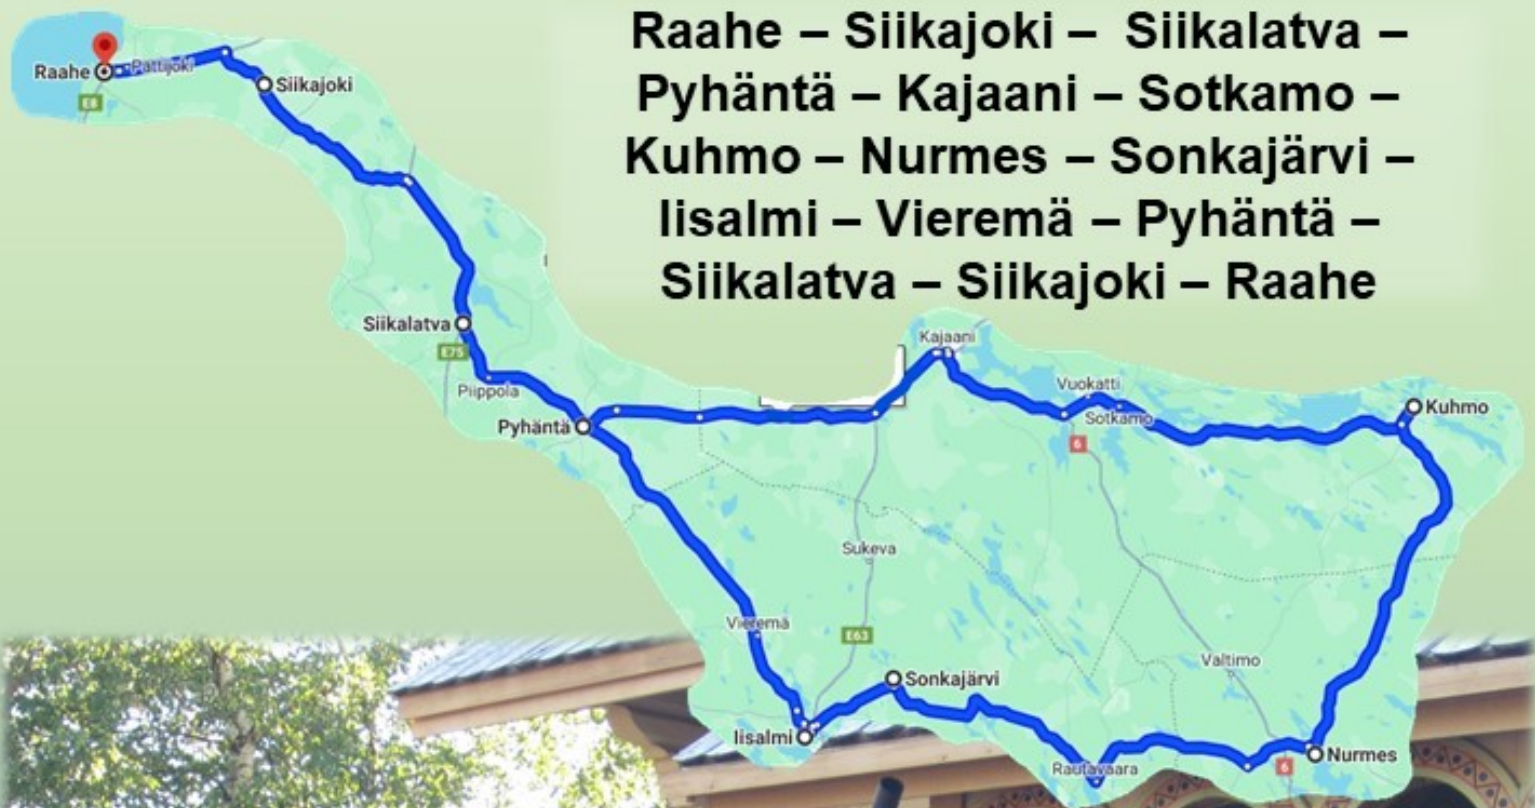 Raahe – Siikajoki – Siikalatva –
Pyhäntä – Kajaani – Sotkamo –
Kuhmo – Nurmes – Sonkajärvi –
Iisalmi – Vieremä – Pyhäntä –
Siikalatva – Siikajoki – Raahe
Raahe
Pattijoki
E8
Siikajoki
Siikalatva
E75
Piippola
Pyhäntä
Kajaani
Vuokatti
Sotkamo
6
Kuhmo
Sukeva
Vieremä
E63
Valtimo
Sonkajärvi
Iisalmi
Rautavaara
6
Nurmes